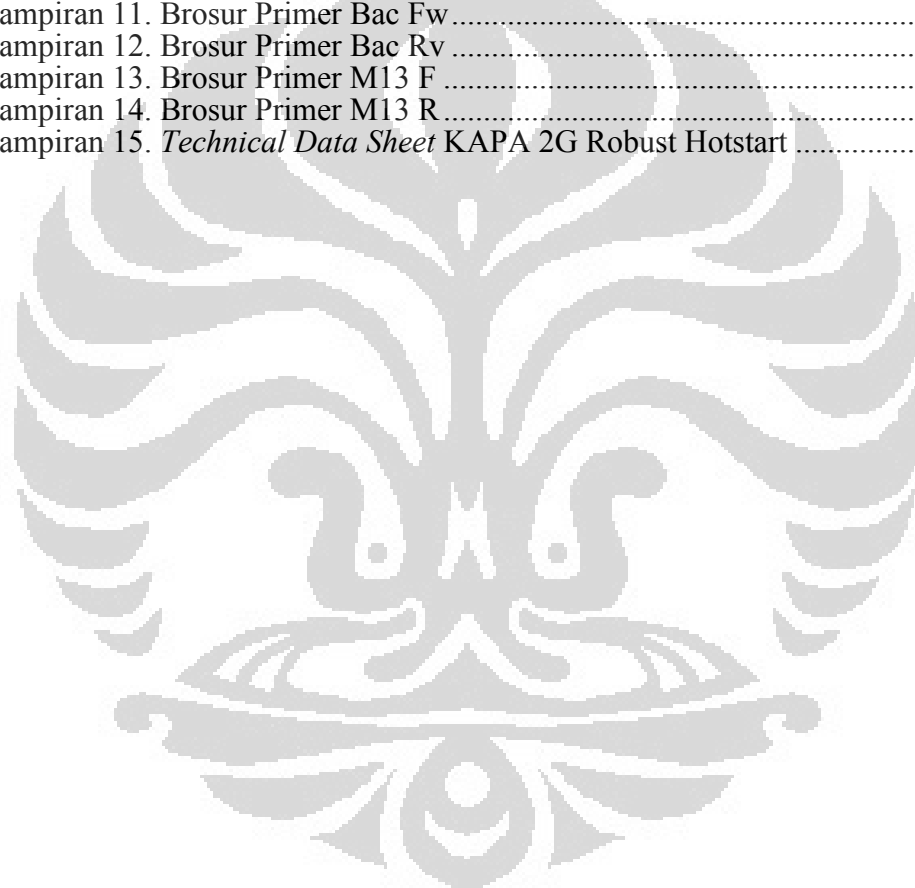 ampiran 11. Brosur Primer Bac Fw............................................................
ampiran 12. Brosur Primer Bac Rv ............................................................
ampiran 13. Brosur Primer M13 F .............................................................
ampiran 14. Brosur Primer M13 R.............................................................
ampiran 15. Technical Data Sheet KAPA 2G Robust Hotstart ...............